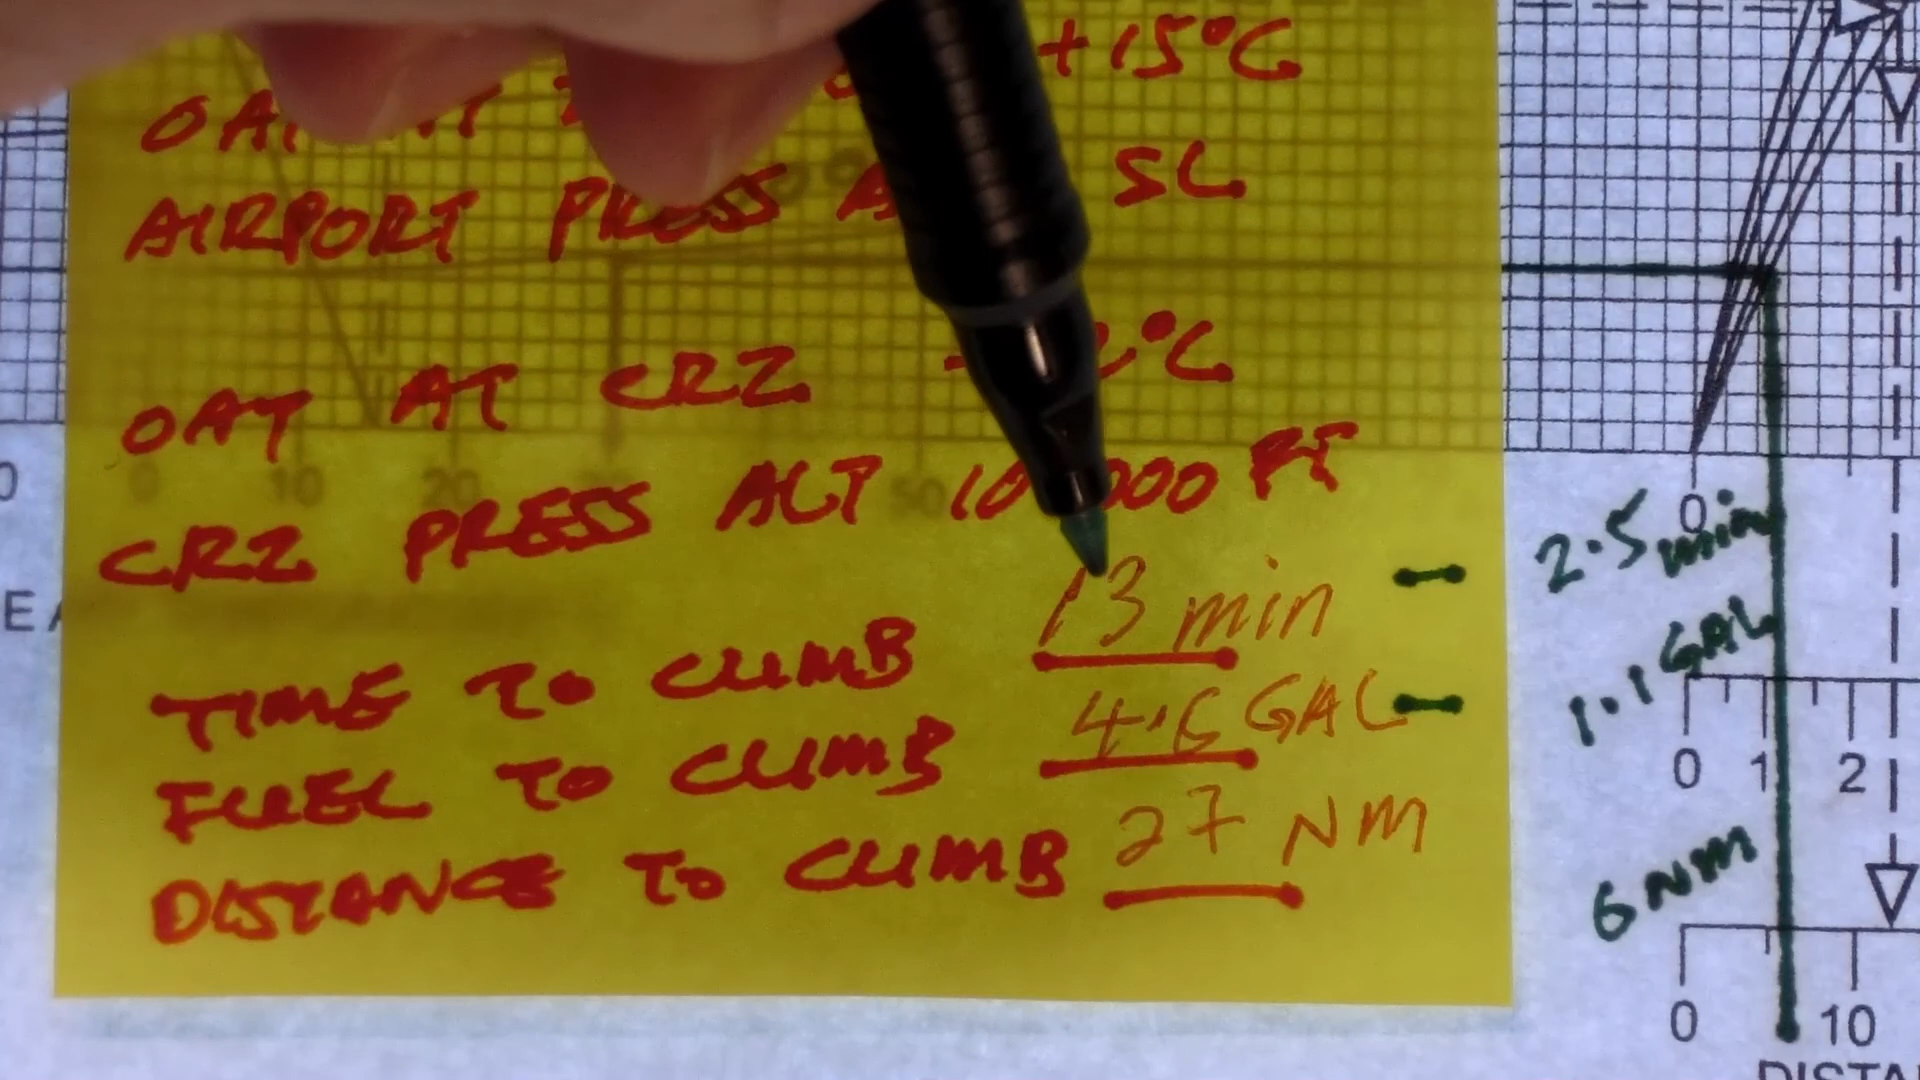 +15°C
AIRPORT PRESS SL
OAT AT CRZ °C
CRZ PRESS ALT FT
TIME TO CLIMB 13 min – 2.5 min
FUEL TO CLIMB 4.6 GAL – 1.1 GAL
DISTANCE TO CLIMB 27 NM 6 NM
0 10 20 50
0
0 1 2
0 10